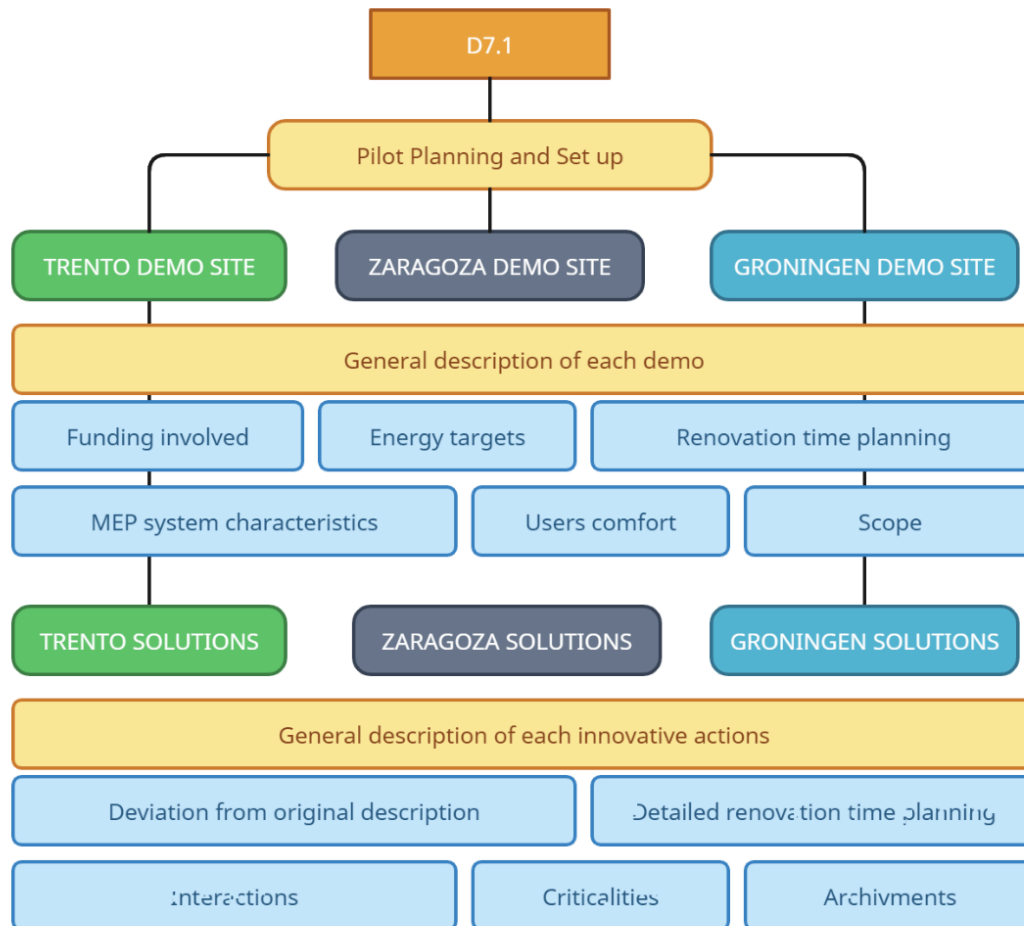 D7.1
Pilot Planning and Set up
TRENTO DEMO SITE
ZARAGOZA DEMO SITE
GRONINGEN DEMO SITE
General description of each demo
Funding involved
Energy targets
Renovation time planning
MEP system characteristics
Users comfort
Scope
TRENTO SOLUTIONS
ZARAGOZA SOLUTIONS
GRONINGEN SOLUTIONS
General description of each innovative actions
Deviation from original description
Detailed renovation time planning
Interactions
Criticalities
Archivments